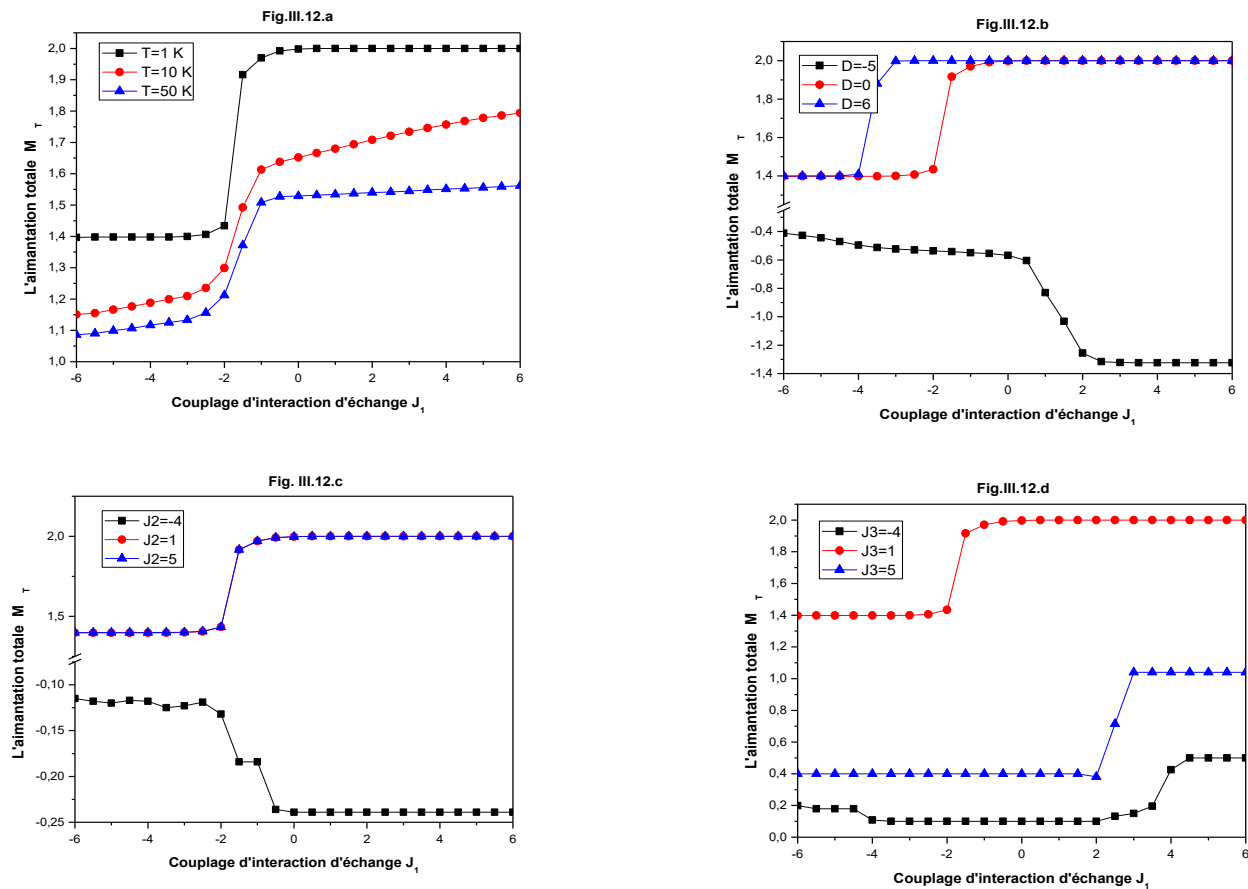 Fig.III.12.a
T=1 K
T=10 K
T=50 K
L'aimantation totale M T
2,0
1,9
1,8
1,7
1,6
1,5
1,4
1,3
1,2
1,1
1,0
-6 -4 -2 0 2 4 6
Couplage d'interaction d'échange J1
Fig.III.12.b
D=-5
D=0
D=6
L'aimantation totale M T
2,0
1,8
1,6
1,4
-0,4
-0,6
-0,8
-1,0
-1,2
-1,4
-6 -4 -2 0 2 4 6
Couplage d'interaction d'échange J1
Fig. III.12.c
J2=-4
J2=1
J2=5
L'aimantation totale M T
2,0
1,5
-0,10
-0,15
-0,20
-0,25
-6 -4 -2 0 2 4 6
Couplage d'interaction d'échange J1
Fig.III.12.d
J3=-4
J3=1
J3=5
L'aimantation totale M T
2,0
1,8
1,6
1,4
1,2
1,0
0,8
0,6
0,4
0,2
0,0
-6 -4 -2 0 2 4 6
Couplage d'interaction d'échange J1